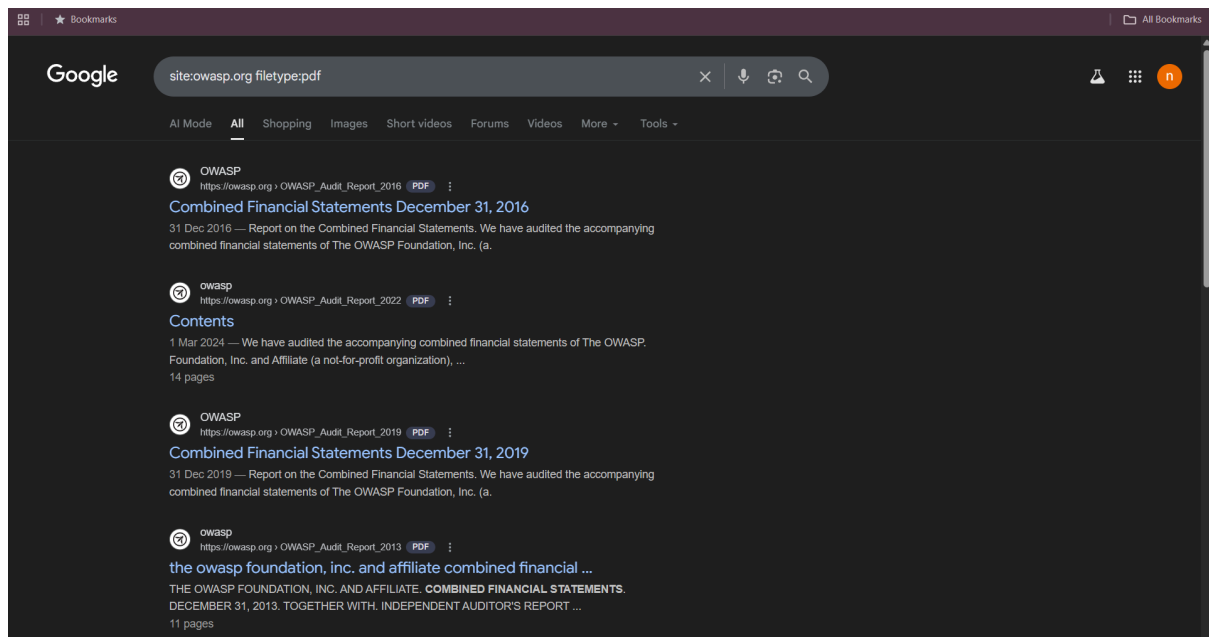 Bookmarks
All Bookmarks
Google
site:owasp.org filetype:pdf
n
AI Mode All Shopping Images Short videos Forums Videos More Tools
OWASP
https://owasp.org › OWASP_Audit_Report_2016 PDF
Combined Financial Statements December 31, 2016
31 Dec 2016 — Report on the Combined Financial Statements. We have audited the accompanying
combined financial statements of The OWASP Foundation, Inc. (a.
owasp
https://owasp.org › OWASP_Audit_Report_2022 PDF
Contents
1 Mar 2024 — We have audited the accompanying combined financial statements of The OWASP.
Foundation, Inc. and Affiliate (a not-for-profit organization), ...
14 pages
OWASP
https://owasp.org › OWASP_Audit_Report_2019 PDF
Combined Financial Statements December 31, 2019
31 Dec 2019 — Report on the Combined Financial Statements. We have audited the accompanying
combined financial statements of The OWASP Foundation, Inc. (a.
owasp
https://owasp.org › OWASP_Audit_Report_2013 PDF
the owasp foundation, inc. and affiliate combined financial ...
THE OWASP FOUNDATION, INC. AND AFFILIATE. COMBINED FINANCIAL STATEMENTS.
DECEMBER 31, 2013. TOGETHER WITH. INDEPENDENT AUDITOR'S REPORT ...
11 pages